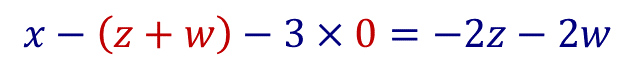 x − (z + w) − 3 × 0 = −2z − 2w